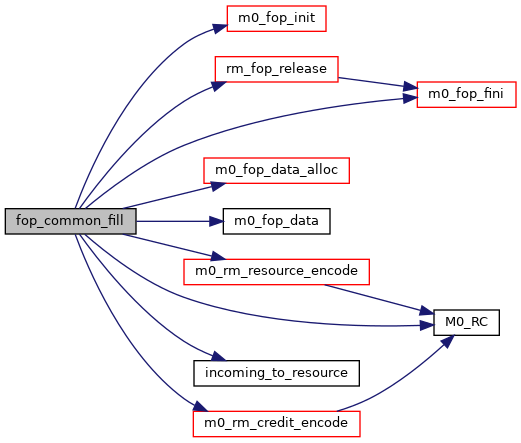 m0_fop_init
rm_fop_release
m0_fop_fini
m0_fop_data_alloc
fop_common_fill
m0_fop_data
m0_rm_resource_encode
M0_RC
incoming_to_resource
m0_rm_credit_encode